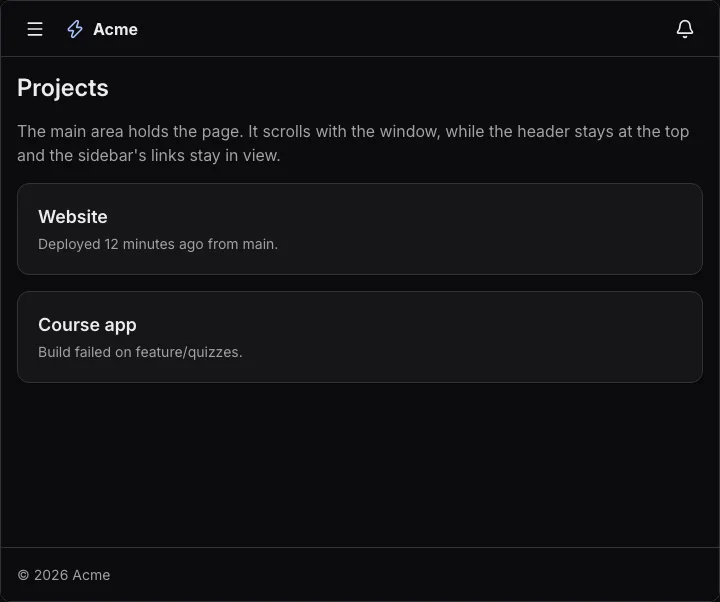 Acme
Projects
The main area holds the page. It scrolls with the window, while the header stays at the top
and the sidebar's links stay in view.
Website
Deployed 12 minutes ago from main.
Course app
Build failed on feature/quizzes.
© 2026 Acme